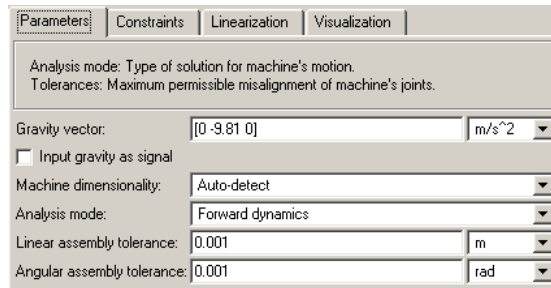 Parameters Constraints Linearization Visualization
Analysis mode: Type of solution for machine's motion.
Tolerances: Maximum permissible misalignment of machine's joints.
Gravity vector: [0 -9.81 0] m/s^2
Input gravity as signal
Machine dimensionality: Auto-detect
Analysis mode: Forward dynamics
Linear assembly tolerance: 0.001 m
Angular assembly tolerance: 0.001 rad